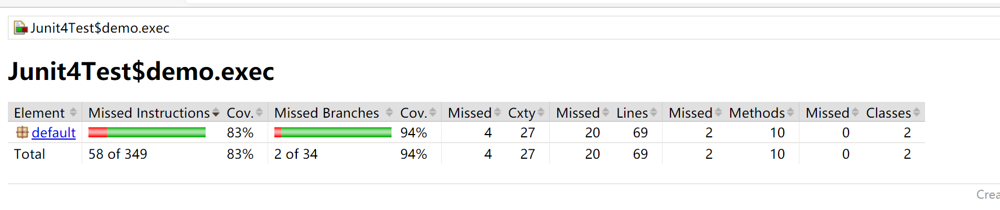 Junit4Test$demo.exec
Junit4Test$demo.exec
Element Missed Instructions Cov. Missed Branches Cov. Missed Cxty Missed Lines Missed Methods Missed Classes
default 83% 94% 4 27 20 69 2 10 0 2
Total 58 of 349 83% 2 of 34 94% 4 27 20 69 2 10 0 2